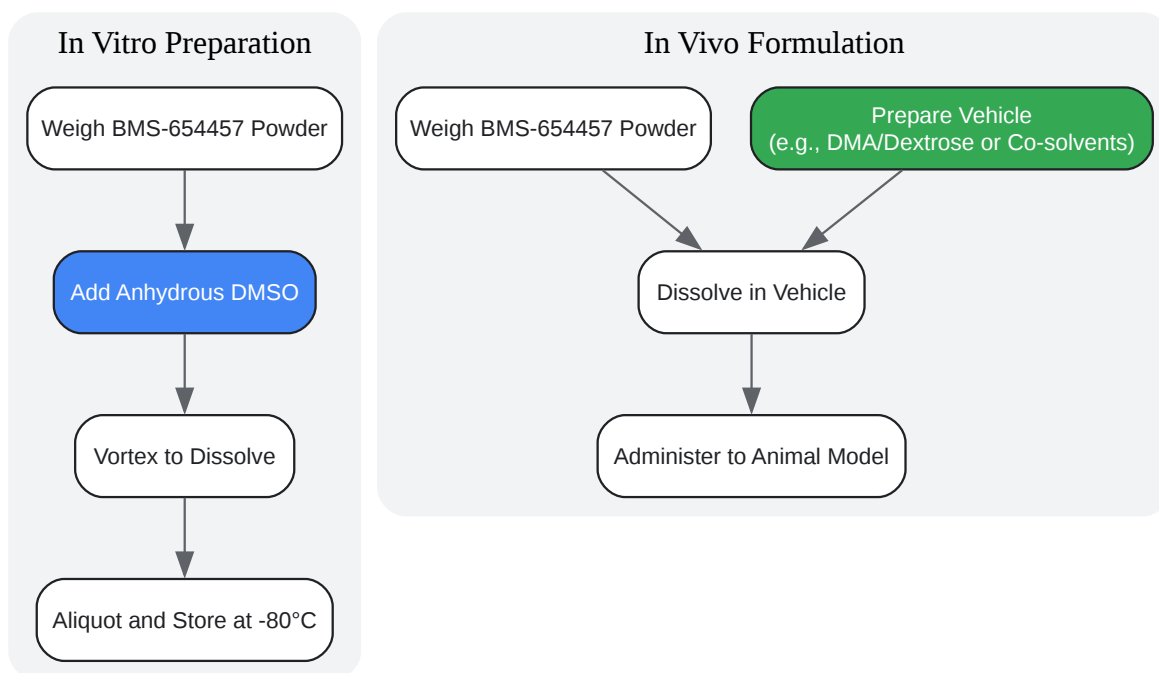 In Vitro Preparation
Weigh BMS-654457 Powder
Add Anhydrous DMSO
Vortex to Dissolve
Aliquot and Store at -80°C
In Vivo Formulation
Weigh BMS-654457 Powder
Prepare Vehicle
(e.g., DMA/Dextrose or Co-solvents)
Dissolve in Vehicle
Administer to Animal Model